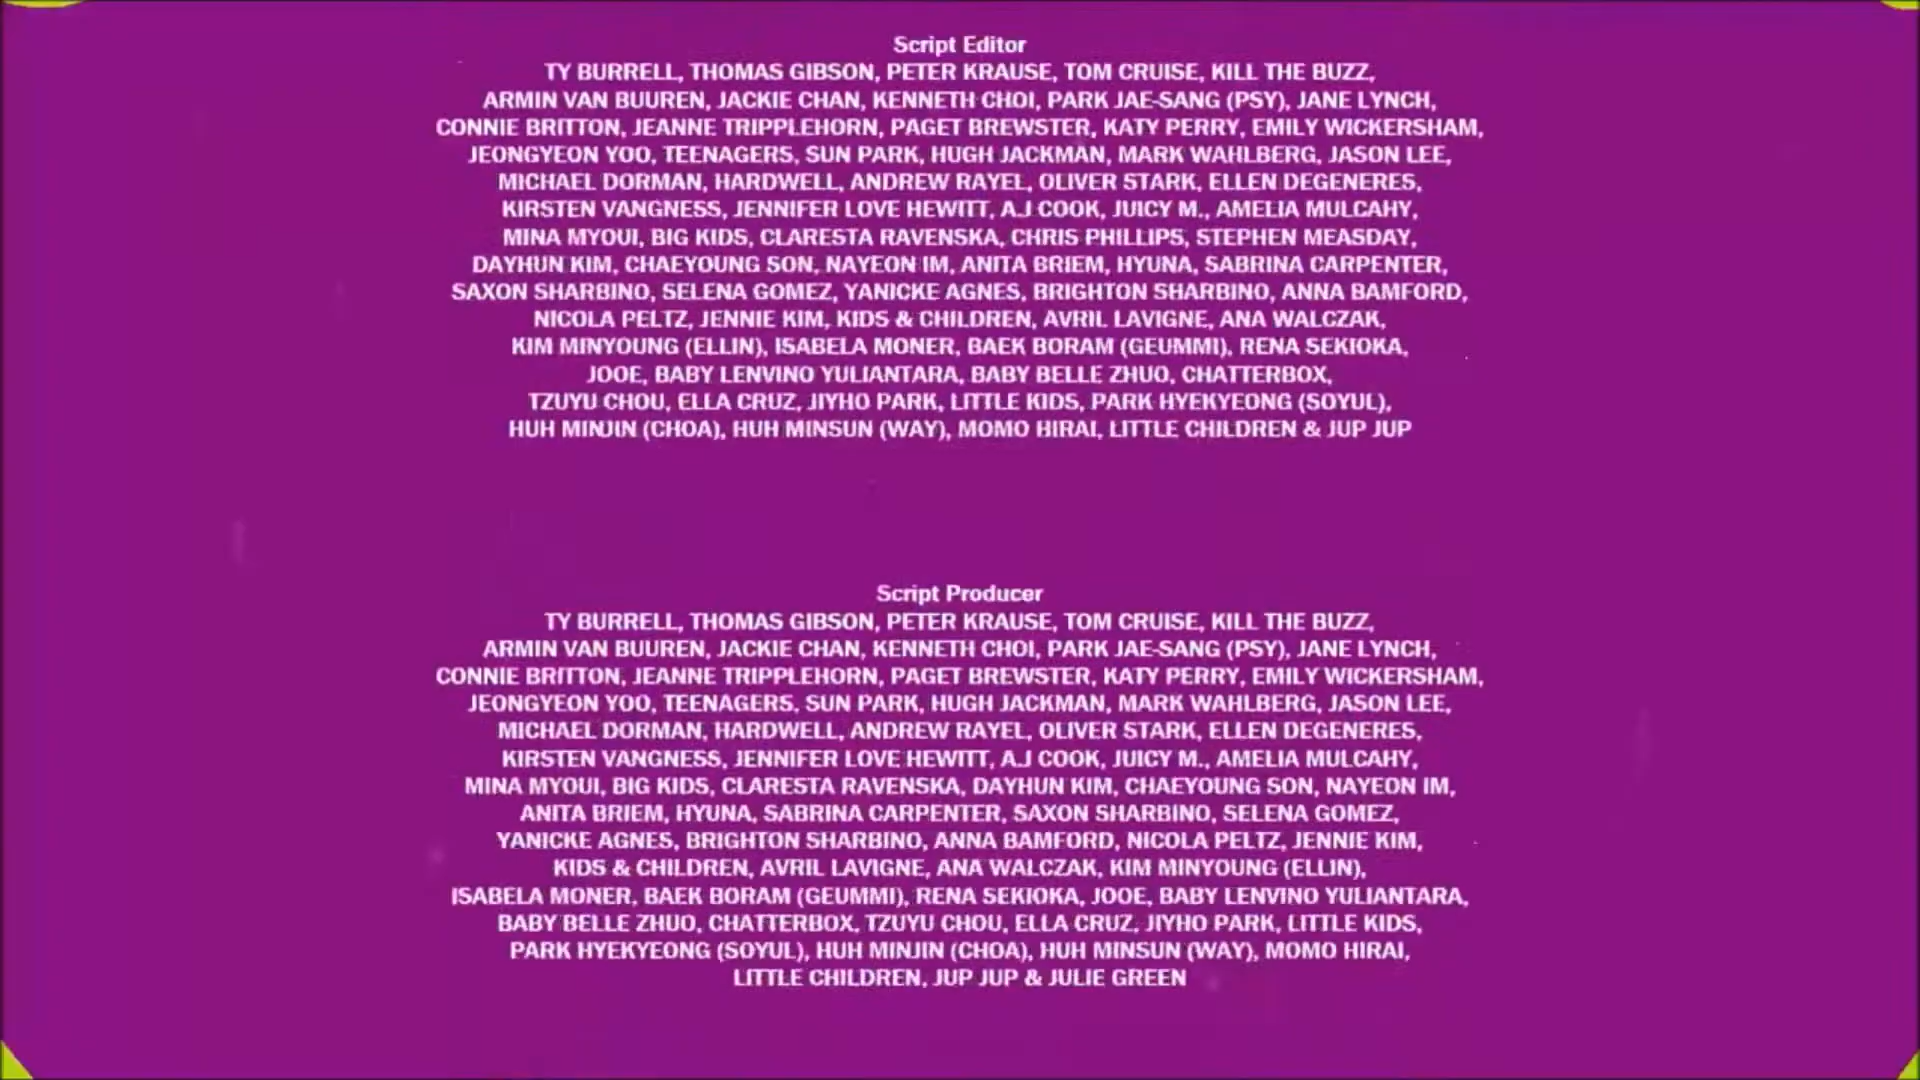 Script Editor
TY BURRELL, THOMAS GIBSON, PETER KRAUSE, TOM CRUISE, KILL THE BUZZ,
ARMIN VAN BUUREN, JACKIE CHAN, KENNETH CHOI, PARK JAE-SANG (PSY), JANE LYNCH,
CONNIE BRITTON, JEANNE TRIPPLEHORN, PAGET BREWSTER, KATY PERRY, EMILY WICKERSHAM,
JEONGYEON YOO, TEENAGERS, SUN PARK, HUGH JACKMAN, MARK WAHLBERG, JASON LEE,
MICHAEL DORMAN, HARDWELL, ANDREW RAYEL, OLIVER STARK, ELLEN DEGENERES,
KIRSTEN VANGNESS, JENNIFER LOVE HEWITT, AJ COOK, JUICY M., AMELIA MULCAHY,
MINA MYOUI, BIG KIDS, CLARESTA RAVENSKA, CHRIS PHILLIPS, STEPHEN MEASDAY,
DAYHUN KIM, CHAEYOUNG SON, NAYEON IM, ANITA BRIEM, HYUNA, SABRINA CARPENTER,
SAXON SHARBINO, SELENA GOMEZ, YANICKE AGNES, BRIGHTON SHARBINO, ANNA BAMFORD,
NICOLA PELTZ, JENNIE KIM, KIDS & CHILDREN, AVRIL LAVIGNE, ANA WALCZAK,
KIM MINYOUNG (ELLIN), ISABELA MONER, BAEK BORAM (GEUMMI), RENA SEKIOKA,
JOOE, BABY LENVINO YULIANTARA, BABY BELLE ZHUO, CHATTERBOX,
TZUYU CHOU, ELLA CRUZ, JIYHO PARK, LITTLE KIDS, PARK HYEKYEONG (SOYUL),
HUH MINJIN (CHOA), HUH MINSUN (WAY), MOMO HIRAI, LITTLE CHILDREN & JUP JUP
Script Producer
TY BURRELL, THOMAS GIBSON, PETER KRAUSE, TOM CRUISE, KILL THE BUZZ,
ARMIN VAN BUUREN, JACKIE CHAN, KENNETH CHOI, PARK JAE-SANG (PSY), JANE LYNCH,
CONNIE BRITTON, JEANNE TRIPPLEHORN, PAGET BREWSTER, KATY PERRY, EMILY WICKERSHAM,
JEONGYEON YOO, TEENAGERS, SUN PARK, HUGH JACKMAN, MARK WAHLBERG, JASON LEE,
MICHAEL DORMAN, HARDWELL, ANDREW RAYEL, OLIVER STARK, ELLEN DEGENERES,
KIRSTEN VANGNESS, JENNIFER LOVE HEWITT, AJ COOK, JUICY M., AMELIA MULCAHY,
MINA MYOUI, BIG KIDS, CLARESTA RAVENSKA, DAYHUN KIM, CHAEYOUNG SON, NAYEON IM,
ANITA BRIEM, HYUNA, SABRINA CARPENTER, SAXON SHARBINO, SELENA GOMEZ,
YANICKE AGNES, BRIGHTON SHARBINO, ANNA BAMFORD, NICOLA PELTZ, JENNIE KIM,
KIDS & CHILDREN, AVRIL LAVIGNE, ANA WALCZAK, KIM MINYOUNG (ELLIN),
ISABELA MONER, BAEK BORAM (GEUMMI), RENA SEKIOKA, JOOE, BABY LENVINO YULIANTARA,
BABY BELLE ZHUO, CHATTERBOX, TZUYU CHOU, ELLA CRUZ, JIYHO PARK, LITTLE KIDS,
PARK HYEKYEONG (SOYUL), HUH MINJIN (CHOA), HUH MINSUN (WAY), MOMO HIRAI,
LITTLE CHILDREN, JUP JUP & JULIE GREEN